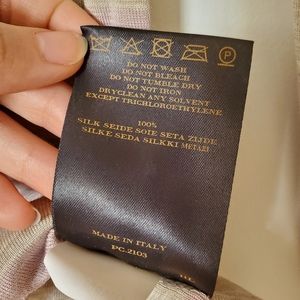 DO NOT WASH
DO NOT BLEACH
DO NOT TUMBLE DRY
DO NOT IRON
DRYCLEAN ANY SOLVENT
EXCEPT TRICHLOROETHYLENE
100%
SILK SEIDE SOIE SETA ZIJDE
SILKE SEDA SILKKI ΜΕΤΑΞΙ
MADE IN ITALY
PC-2103